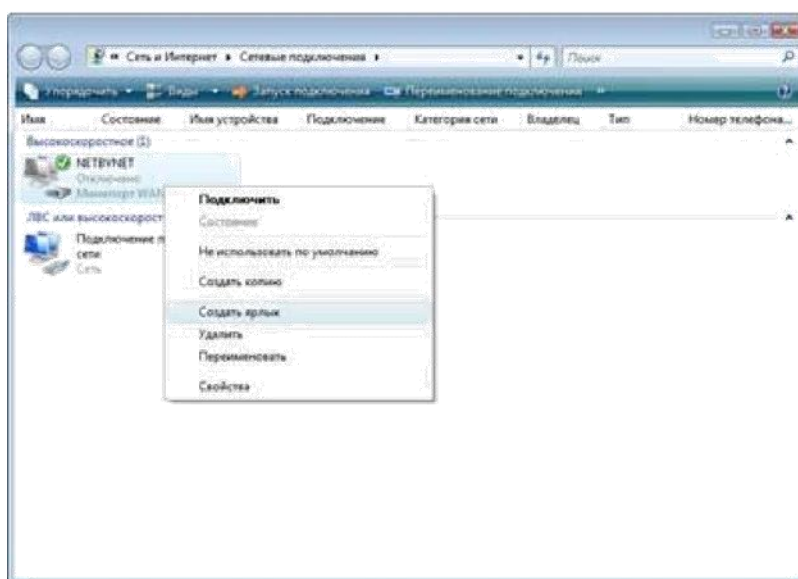 « Сеть и Интернет ▸ Сетевые подключения ▸
Поиск
Упорядочить Виды Запуск подключения Переименование подключения »
Имя Состояние Имя устройства Подключение Категория сети Владелец Тип Номер телефона...
Высокоскоростное (1)
NETBYNET
Отключено
Минипорт WAN
Подключить
ЛВС или высокоскорост
Состояние
Подключение п
сети
Сеть
Не использовать по умолчанию
Создать копию
Создать ярлык
Удалить
Переименовать
Свойства